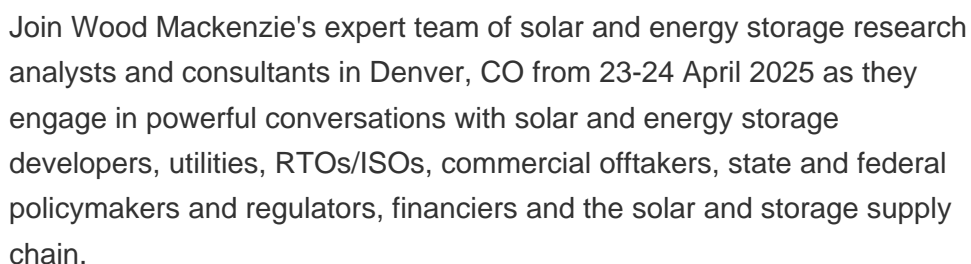 Join Wood Mackenzie's expert team of solar and energy storage research
analysts and consultants in Denver, CO from 23-24 April 2025 as they
engage in powerful conversations with solar and energy storage
developers, utilities, RTOs/ISOs, commercial offtakers, state and federal
policymakers and regulators, financiers and the solar and storage supply
chain.